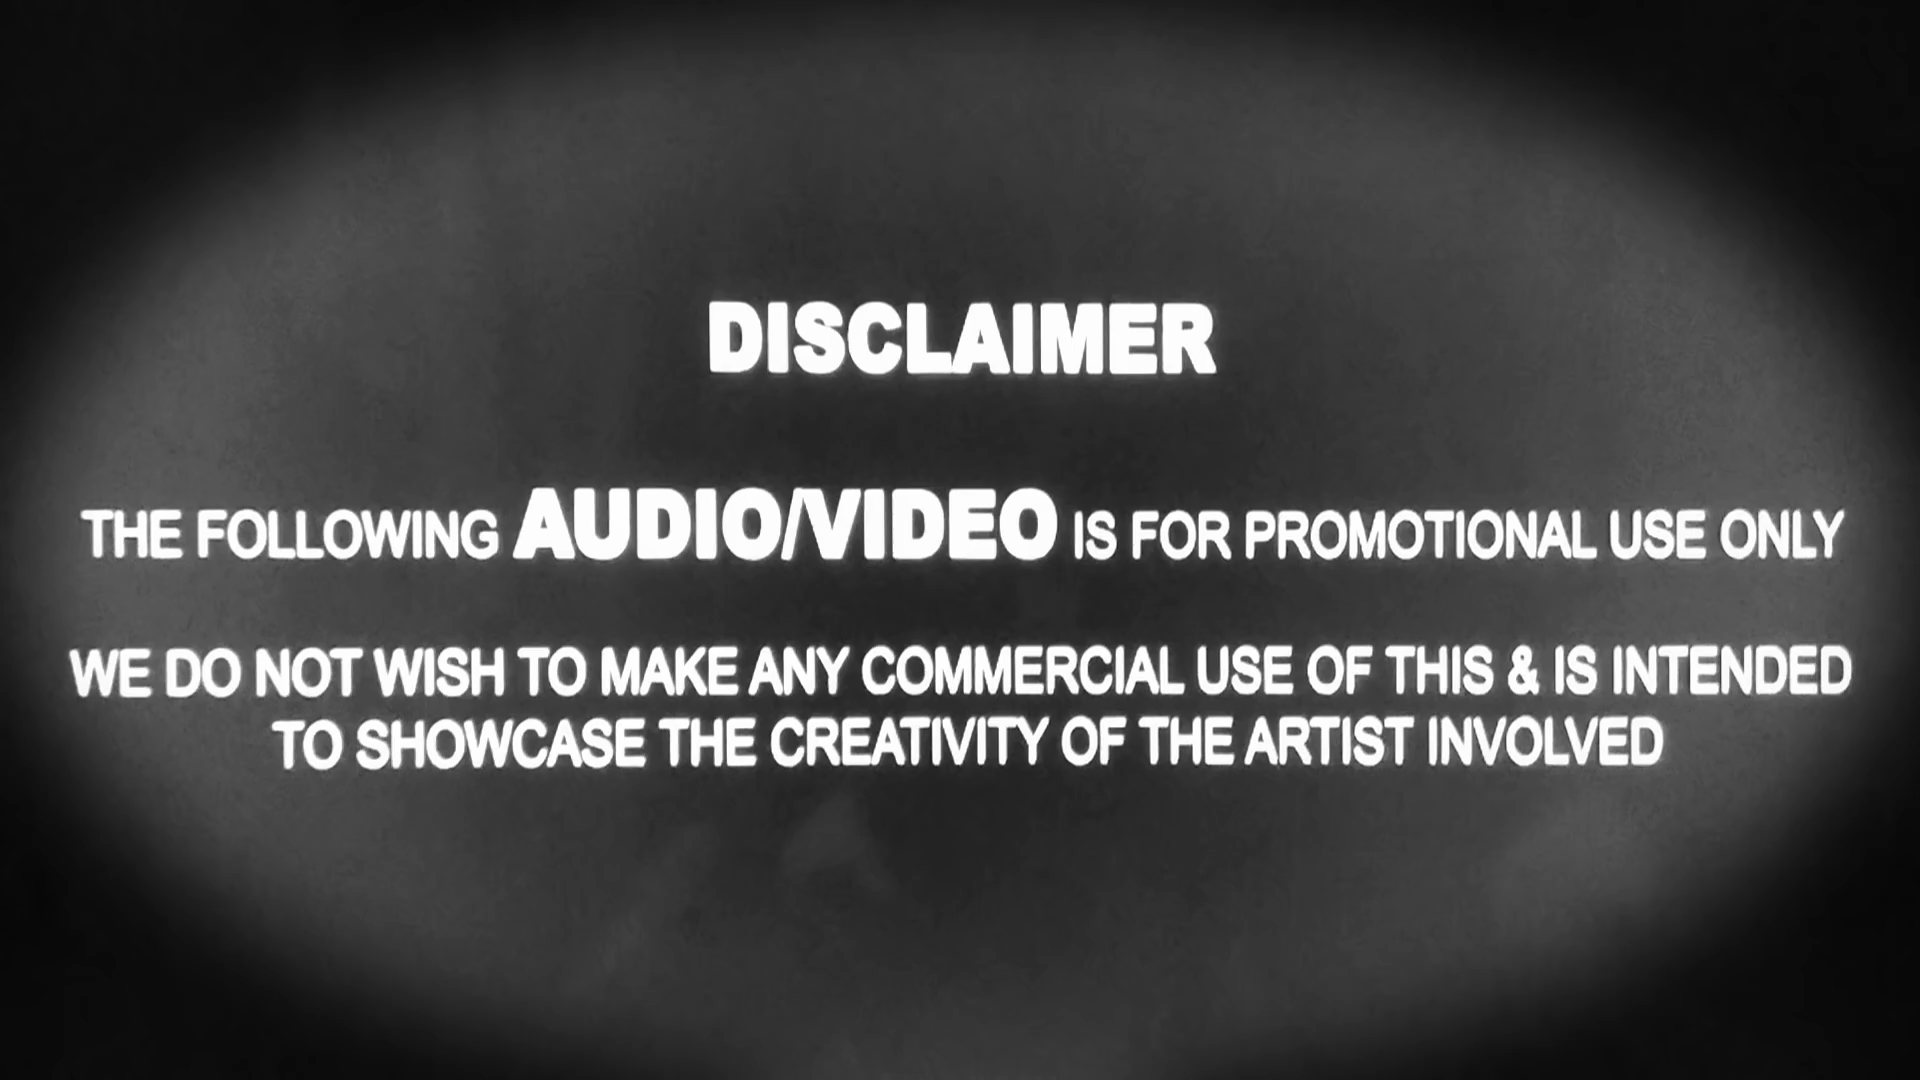 DISCLAIMER
THE FOLLOWING AUDIO/VIDEO IS FOR PROMOTIONAL USE ONLY
WE DO NOT WISH TO MAKE ANY COMMERCIAL USE OF THIS & IS INTENDED
TO SHOWCASE THE CREATIVITY OF THE ARTIST INVOLVED